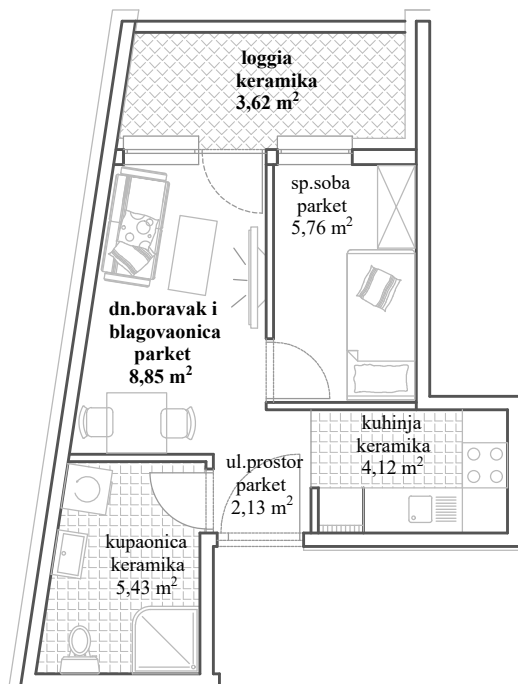 loggia
keramika
3,62 m²
sp.soba
parket
5,76 m²
dn.boravak i
blagovaonica
parket
8,85 m²
kuhinja
keramika
4,12 m²
ul.prostor
parket
2,13 m²
kupaonica
keramika
5,43 m²